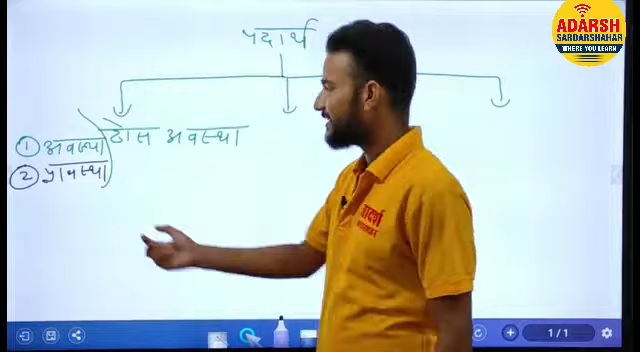 पदार्थ
ठोस अवस्था
① अवस्था
② प्रावस्था
ADARSH
SARDARSHAHAR
WHERE YOU LEARN
आदर्श
1/1